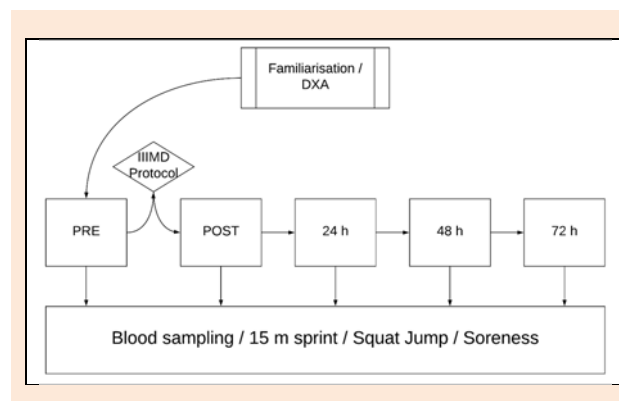 Familiarisation /
DXA
IIIMD
Protocol
PRE
POST
24 h
48 h
72 h
Blood sampling / 15 m sprint / Squat Jump / Soreness